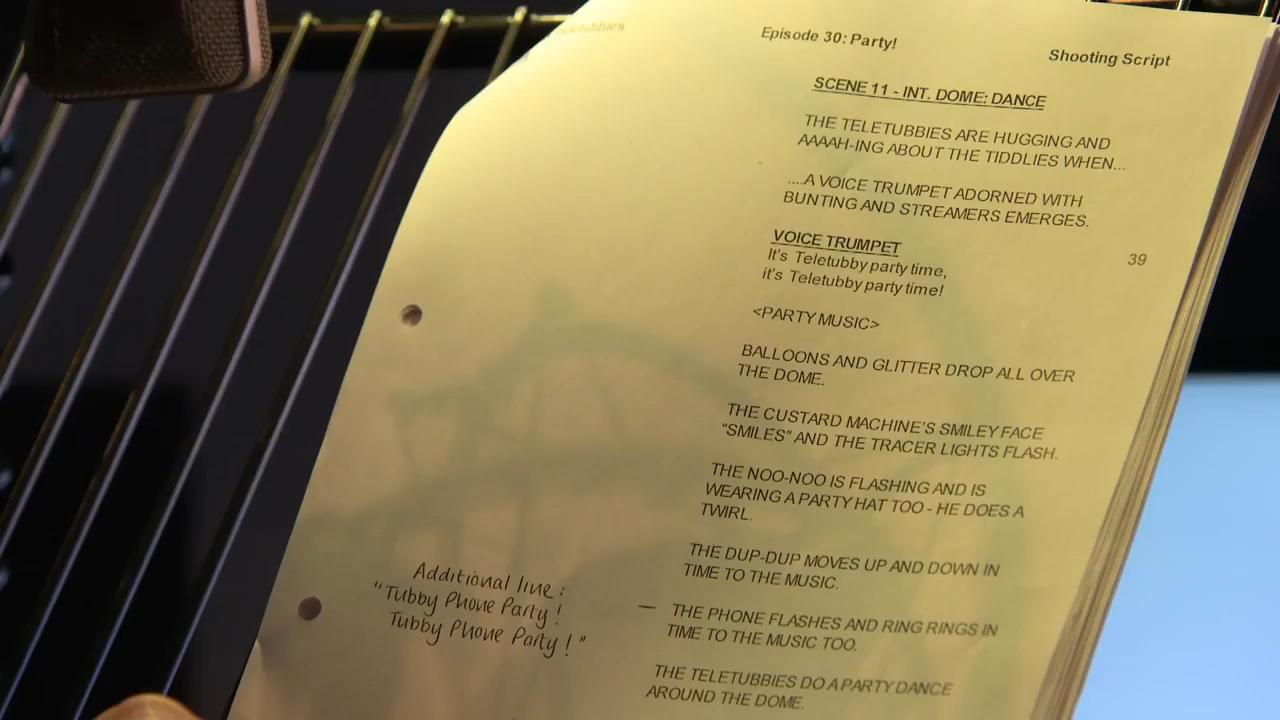 Teletubbies
Episode 30: Party!
Shooting Script
SCENE 11 - INT. DOME: DANCE
THE TELETUBBIES ARE HUGGING AND
AAAAH-ING ABOUT THE TIDDLIES WHEN...
....A VOICE TRUMPET ADORNED WITH
BUNTING AND STREAMERS EMERGES.
VOICE TRUMPET
It's Teletubby party time,
it's Teletubby party time!
39
<PARTY MUSIC>
BALLOONS AND GLITTER DROP ALL OVER
THE DOME.
THE CUSTARD MACHINE'S SMILEY FACE
"SMILES" AND THE TRACER LIGHTS FLASH.
THE NOO-NOO IS FLASHING AND IS
WEARING A PARTY HAT TOO - HE DOES A
TWIRL.
THE DUP-DUP MOVES UP AND DOWN IN
TIME TO THE MUSIC.
Additional line:
"Tubby Phone Party!
Tubby Phone Party!"
— THE PHONE FLASHES AND RING RINGS IN
TIME TO THE MUSIC TOO.
THE TELETUBBIES DO A PARTY DANCE
AROUND THE DOME.